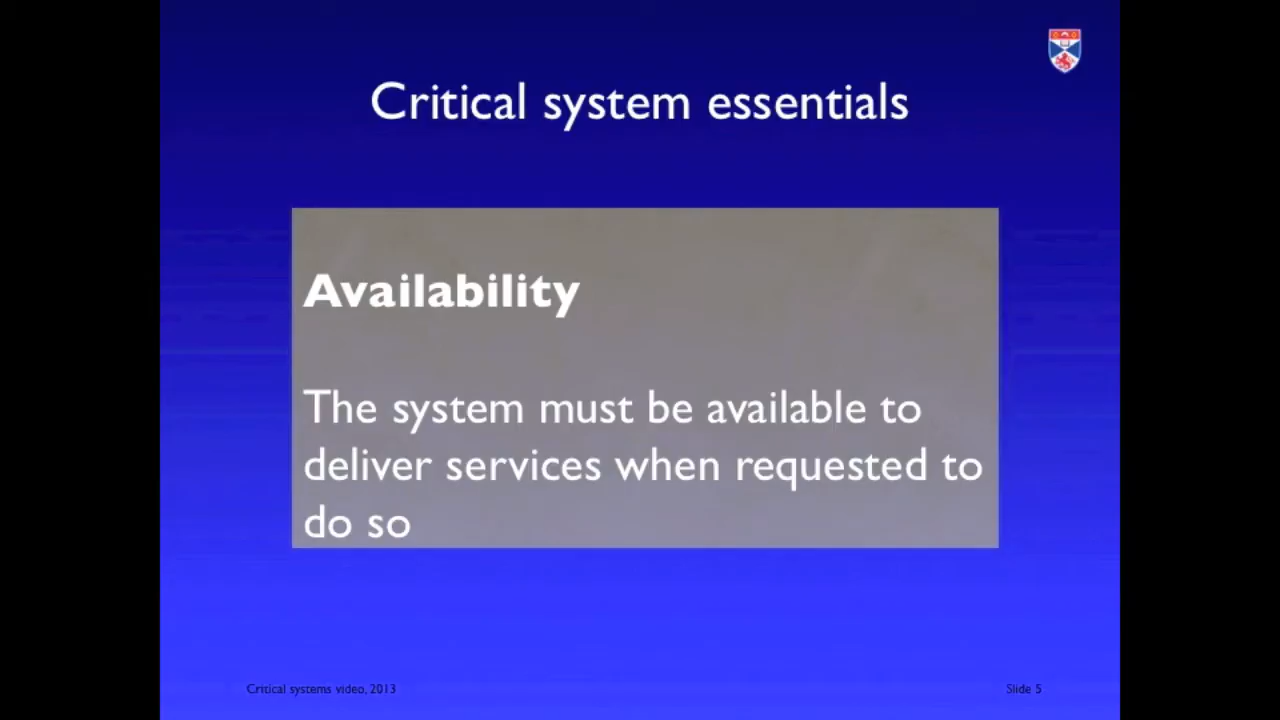 Critical system essentials
Availability
The system must be available to
deliver services when requested to
do so
Critical systems video, 2013
Slide 5